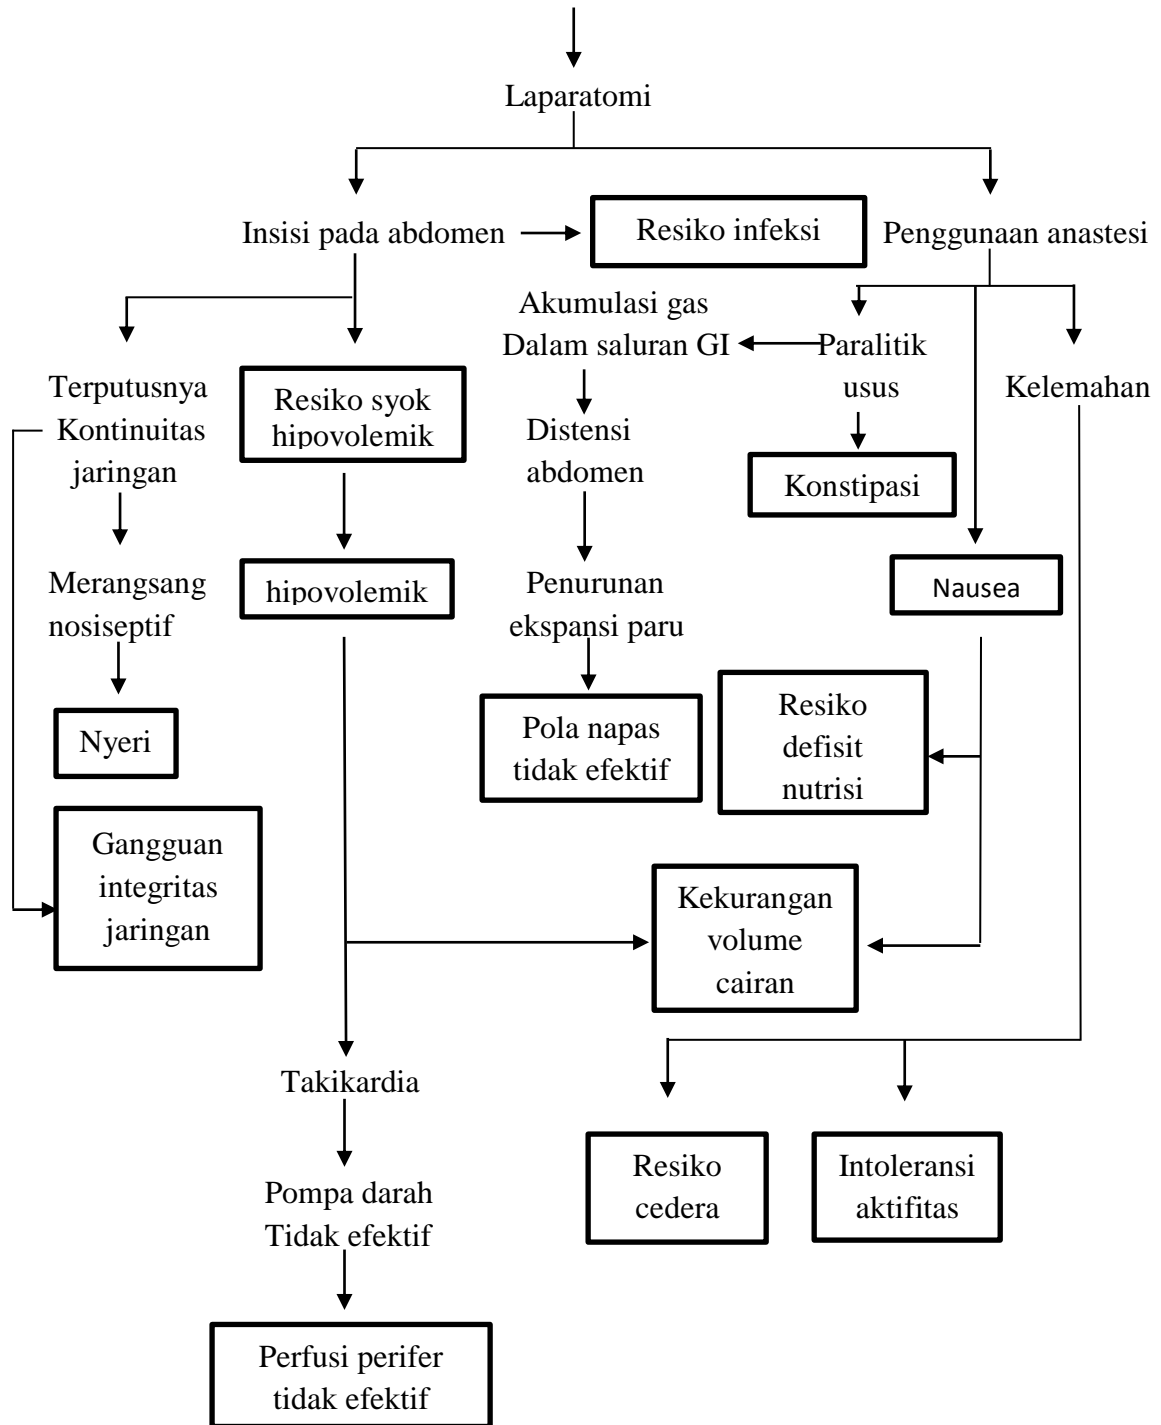 Laparatomi
Insisi pada abdomen
Resiko infeksi
Penggunaan anastesi
Akumulasi gas
Dalam saluran GI
Paralitik
usus
Kelemahan
Terputusnya
Kontinuitas
jaringan
Resiko syok
hipovolemik
Distensi
abdomen
Konstipasi
Merangsang
nosiseptif
hipovolemik
Penurunan
ekspansi paru
Nausea
Nyeri
Pola napas
tidak efektif
Resiko
defisit
nutrisi
Gangguan
integritas
jaringan
Kekurangan
volume
cairan
Takikardia
Resiko
cedera
Intoleransi
aktifitas
Pompa darah
Tidak efektif
Perfusi perifer
tidak efektif